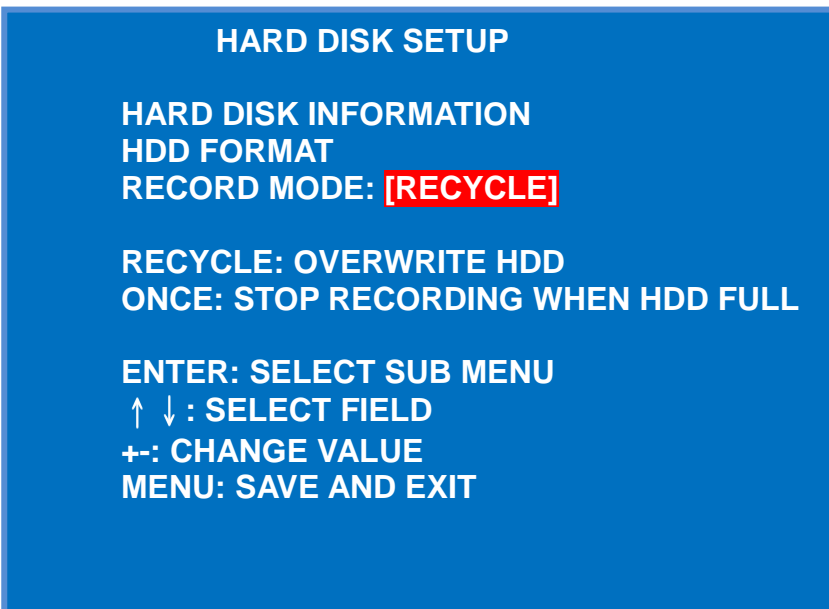 HARD DISK SETUP
HARD DISK INFORMATION
HDD FORMAT
RECORD MODE: [RECYCLE]
RECYCLE: OVERWRITE HDD
ONCE: STOP RECORDING WHEN HDD FULL
ENTER: SELECT SUB MENU
↑↓: SELECT FIELD
+-: CHANGE VALUE
MENU: SAVE AND EXIT